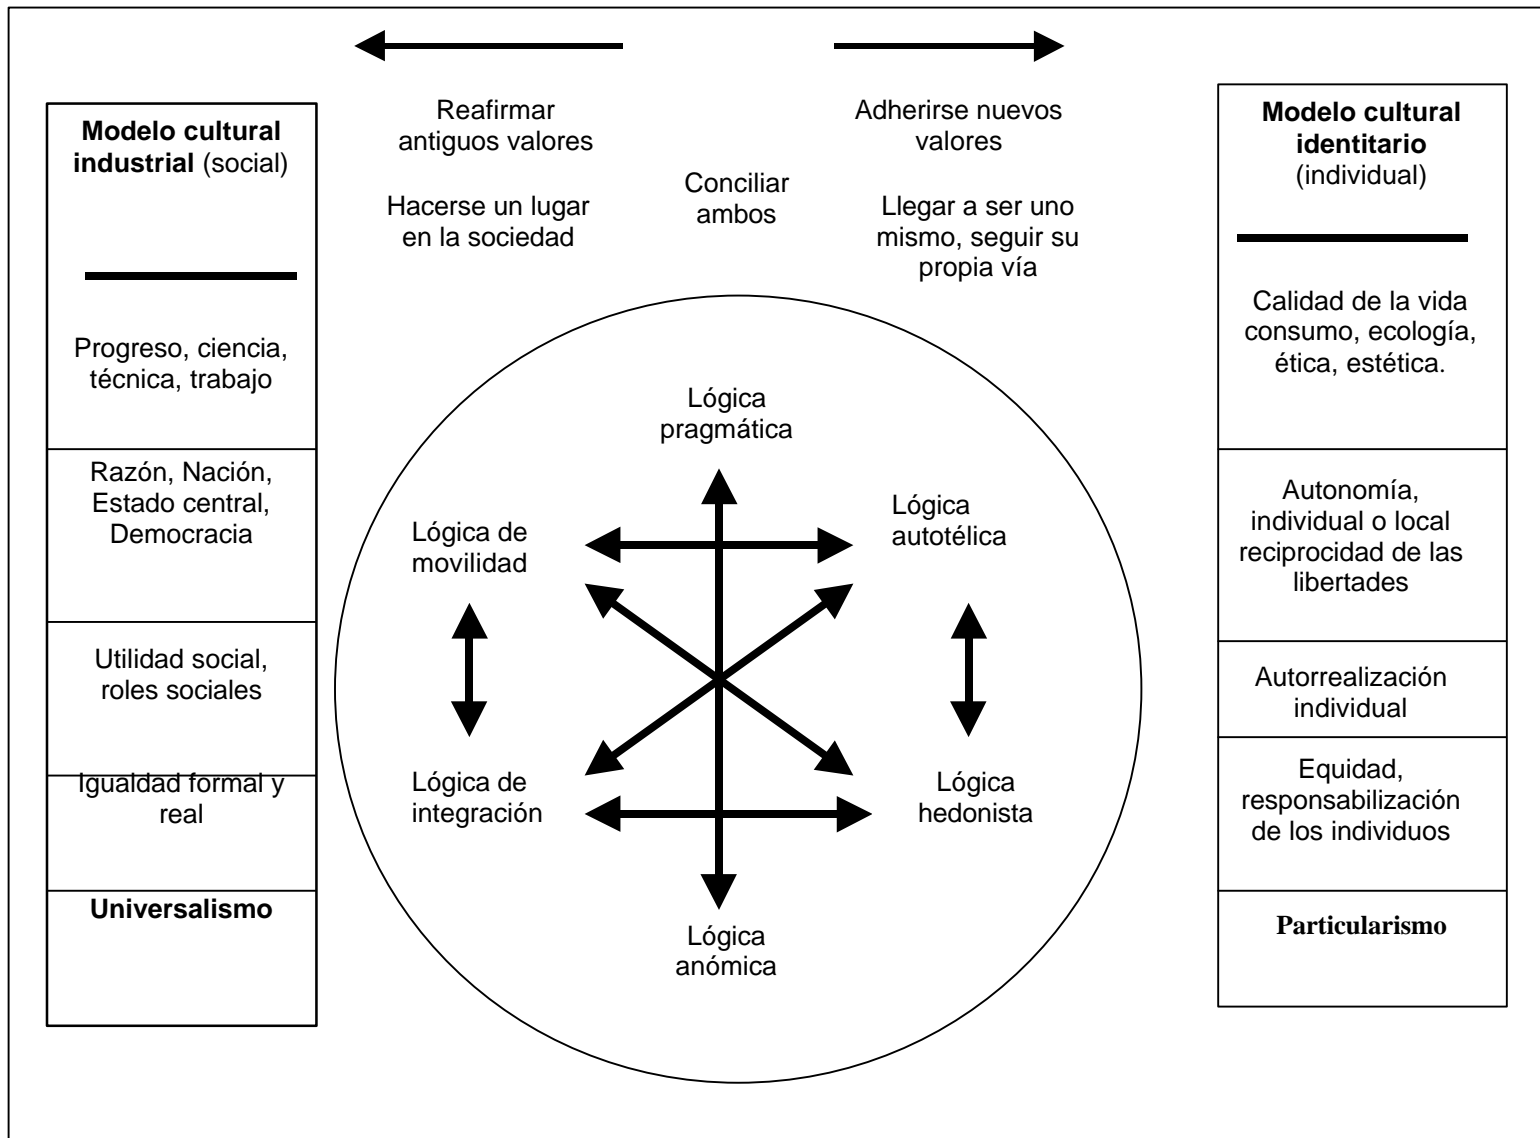 Modelo cultural
industrial (social)
Progreso, ciencia,
técnica, trabajo
Razón, Nación,
Estado central,
Democracia
Utilidad social,
roles sociales
Igualdad formal y
real
Universalismo
Reafirmar
antiguos valores
Hacerse un lugar
en la sociedad
Conciliar
ambos
Adherirse nuevos
valores
Llegar a ser uno
mismo, seguir su
propia vía
Lógica
pragmática
Lógica de
movilidad
Lógica
autotélica
Lógica de
integración
Lógica
hedonista
Lógica
anómica
Modelo cultural
identitario
(individual)
Calidad de la vida
consumo, ecología,
ética, estética.
Autonomía,
individual o local
reciprocidad de las
libertades
Autorrealización
individual
Equidad,
responsabilización
de los individuos
Particularismo